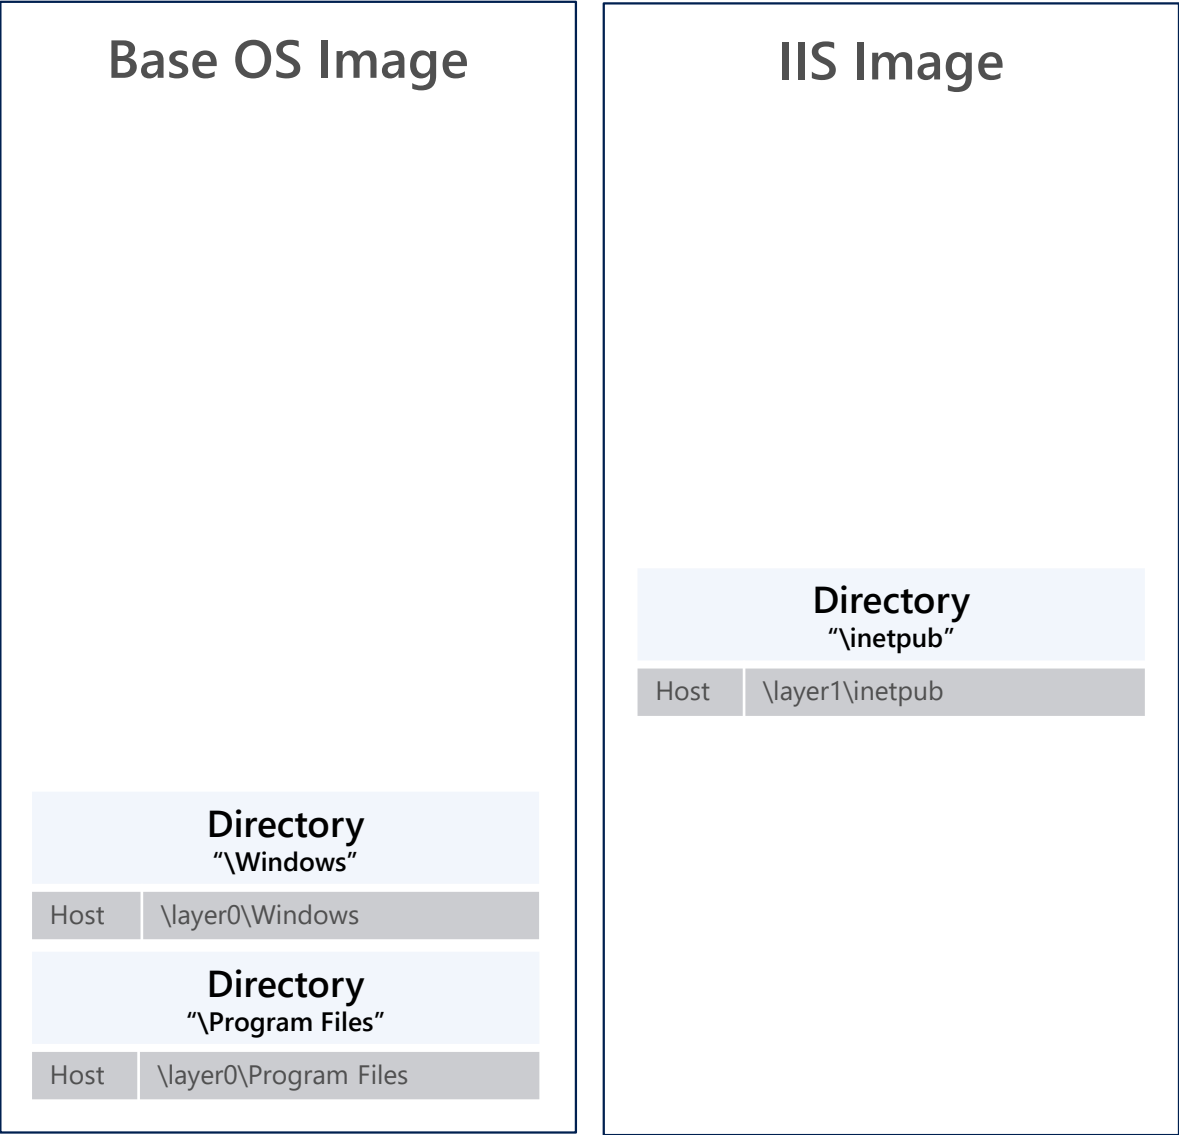 Base OS Image
Directory
“\Windows”
Host \layer0\Windows
Directory
“\Program Files”
Host \layer0\Program Files
IIS Image
Directory
“\inetpub”
Host \layer1\inetpub